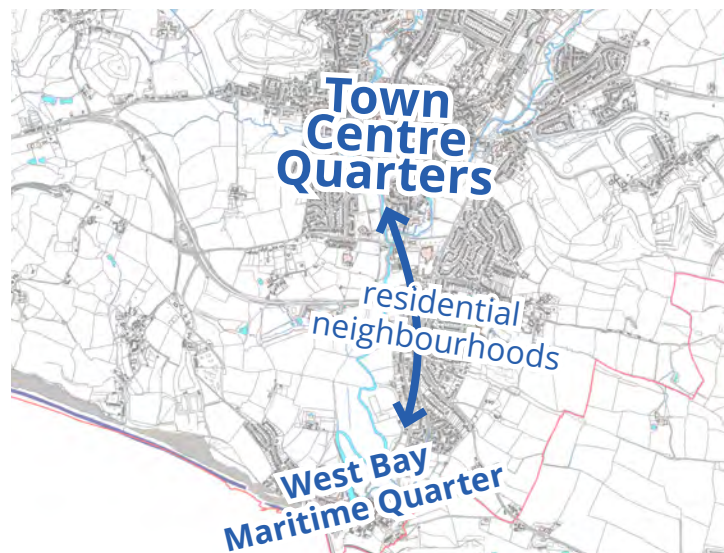 Town
Centre
Quarters
residential
neighbourhoods
West Bay
Maritime Quarter